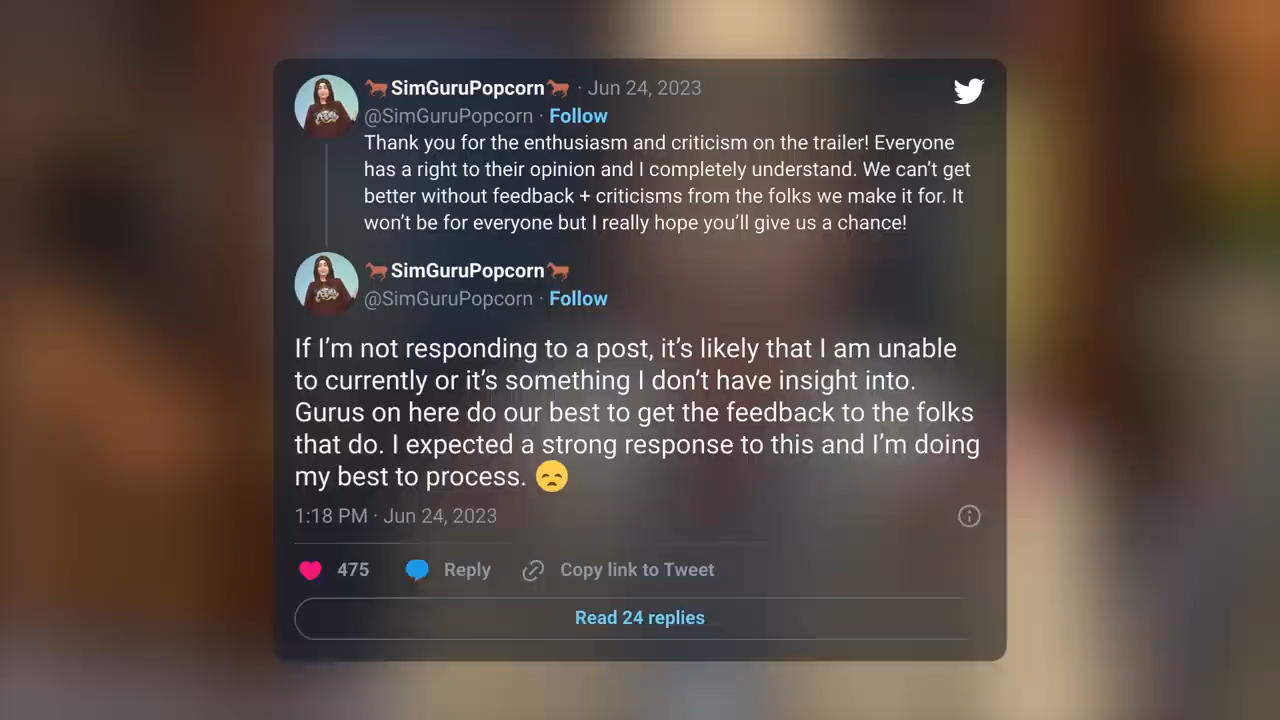 🐎SimGuruPopcorn🐎 · Jun 24, 2023
@SimGuruPopcorn · Follow
Thank you for the enthusiasm and criticism on the trailer! Everyone
has a right to their opinion and I completely understand. We can’t get
better without feedback + criticisms from the folks we make it for. It
won’t be for everyone but I really hope you’ll give us a chance!
🐎SimGuruPopcorn🐎
@SimGuruPopcorn · Follow
If I’m not responding to a post, it’s likely that I am unable
to currently or it’s something I don’t have insight into.
Gurus on here do our best to get the feedback to the folks
that do. I expected a strong response to this and I’m doing
my best to process. 😞
1:18 PM · Jun 24, 2023
475 Reply Copy link to Tweet
Read 24 replies